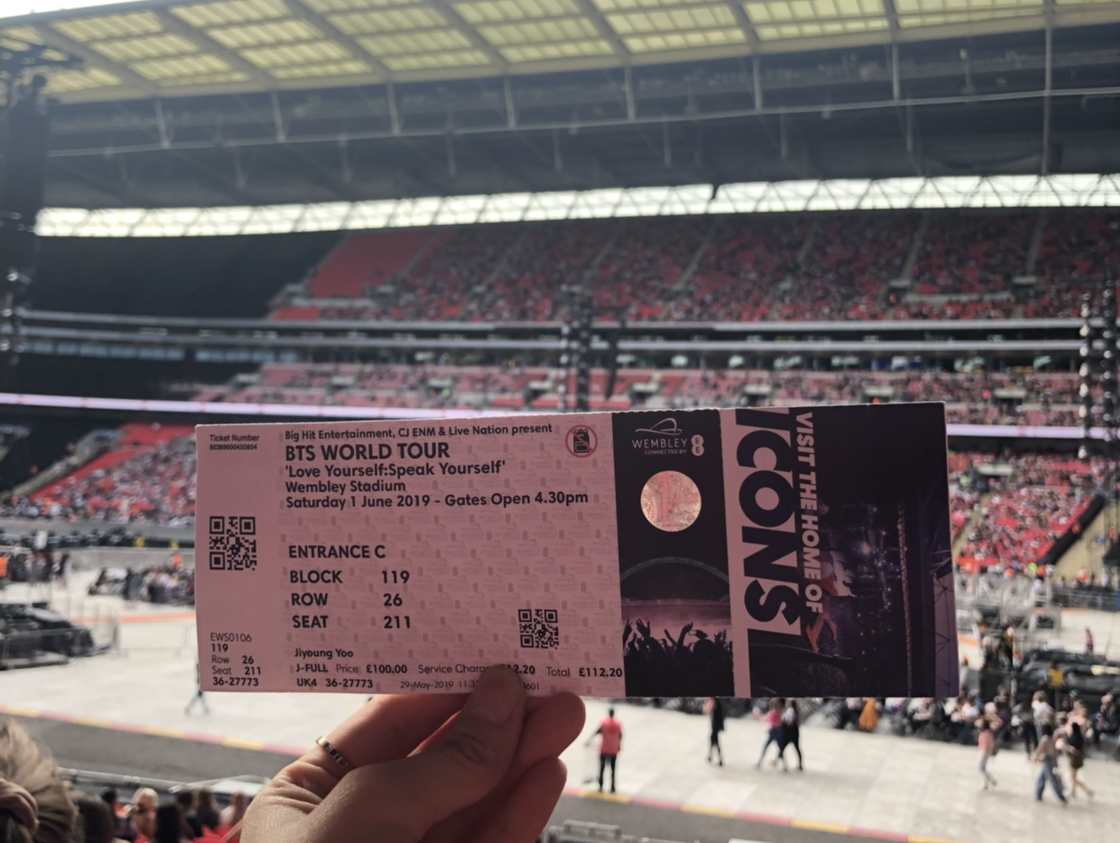 Ticket Number
Big Hit Entertainment, CJ ENM & Live Nation present
BTS WORLD TOUR
'Love Yourself:Speak Yourself'
Wembley Stadium
Saturday 1 June 2019 - Gates Open 4.30pm
ENTRANCE C
BLOCK 119
ROW 26
SEAT 211
Jiyoung Yoo
J-FULL Price £100.00 Service Charge 12.20 Total £112.20
UK4 36-27773 29-May-2019
EWS0106
119
Row 26
Seat 211
36-27773
WEMBLEY
CONNECTED BY
EE
VISIT THE HOME OF
ICONS